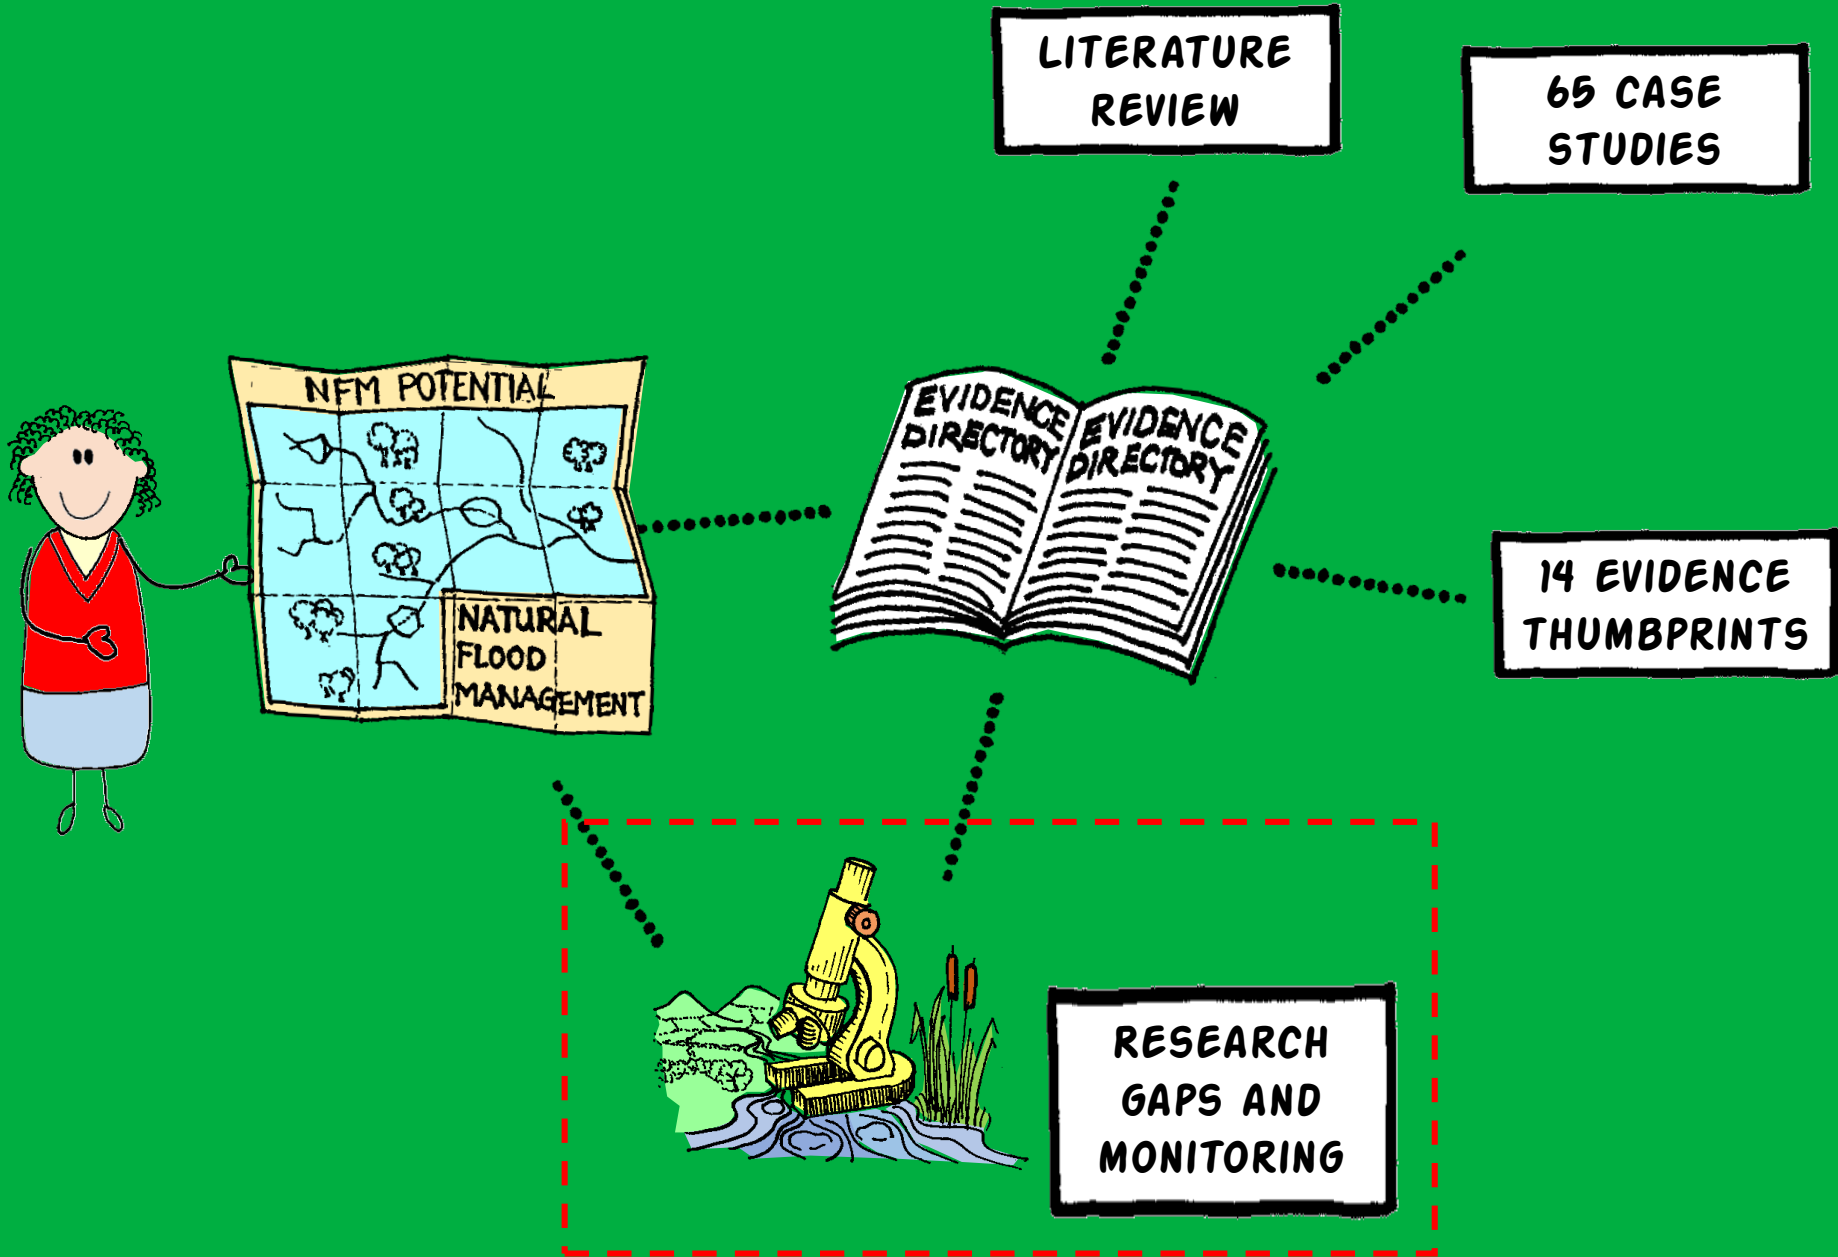 LITERATURE
REVIEW
65 CASE
STUDIES
NFM POTENTIAL
NATURAL
FLOOD
MANAGEMENT
EVIDENCE
DIRECTORY
EVIDENCE
DIRECTORY
14 EVIDENCE
THUMBPRINTS
RESEARCH
GAPS AND
MONITORING